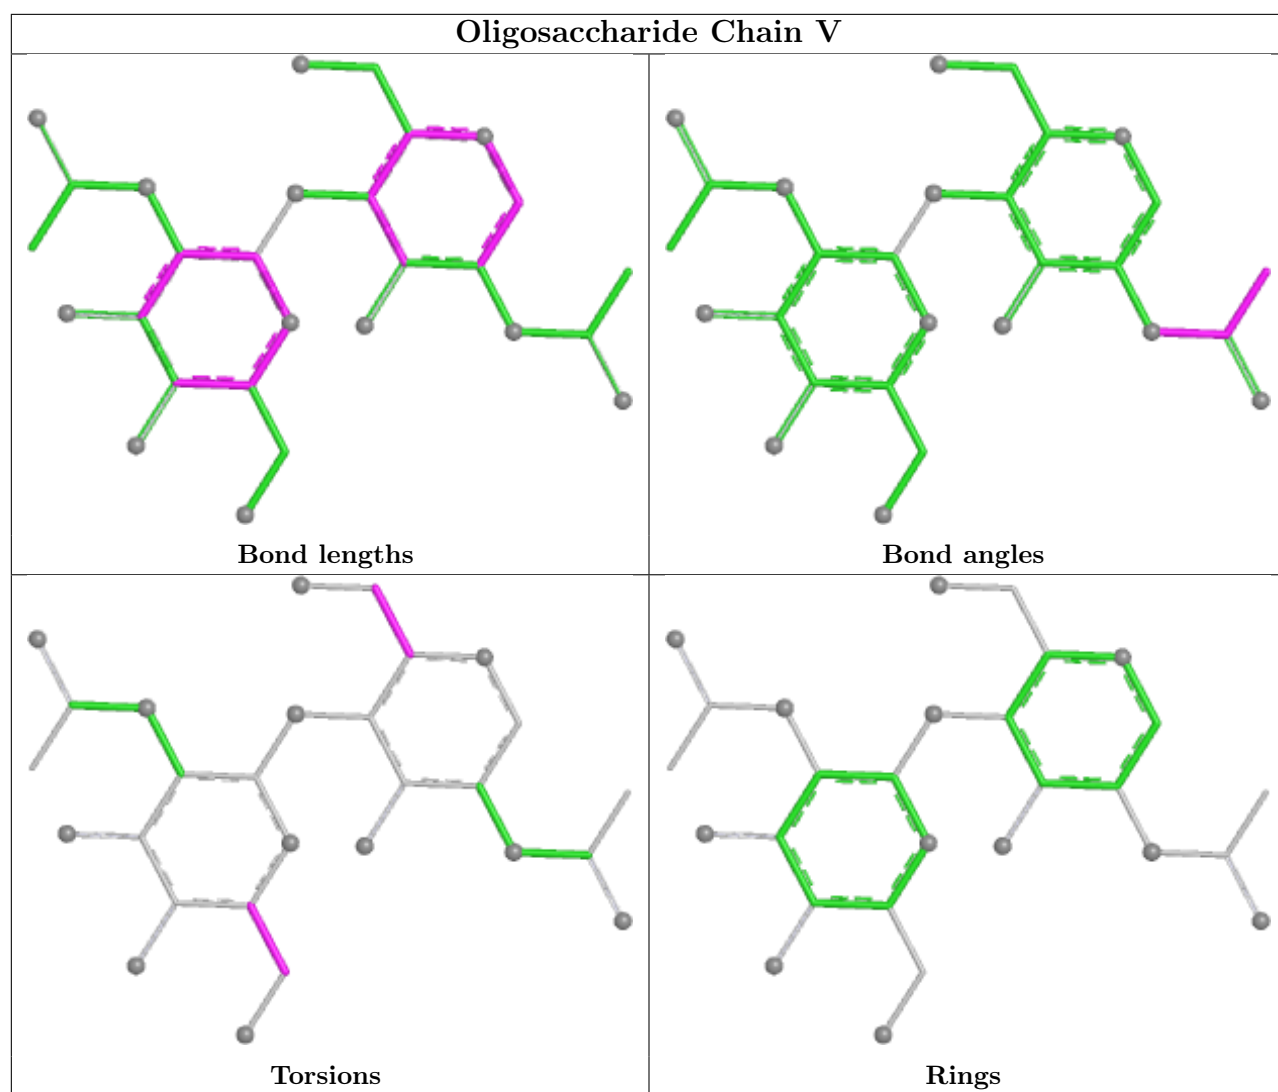 Oligosaccharide Chain V
Bond lengths
Bond angles
Torsions
Rings